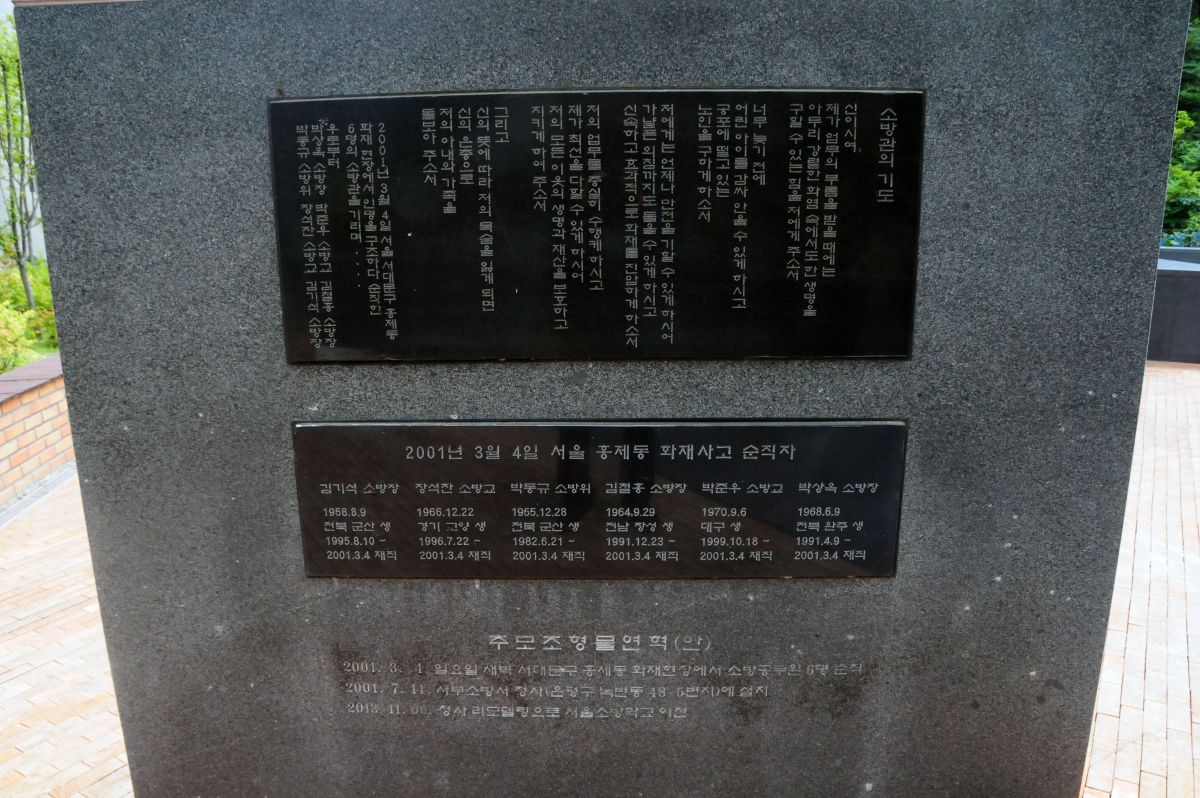 소방관의 기도
신이시여
제가 업무의 부름을 받을 때에는
아무리 강렬한 화염 속에서도 한 생명을
구할 수 있는 힘을 저에게 주소서
너무 늦기 전에
어린 아이를 감싸 안을 수 있게 하시고
공포에 떨고 있는
노인을 구하게 하소서
저에게는 언제나 만전을 기할 수 있게 하시어
가냘픈 외침까지도 들을 수 있게 하시고
신속하고 효과적으로 화재를 진압하게 하소서
저의 업무를 충실히 수행케 하시고
제가 최선을 다할 수 있게 하시어
저의 모든 이웃의 생명과 재산을 보호하고
지키게 하여 주소서
그리고
신의 뜻에 따라 저의 목숨을 잃게 되면
신의 은총으로
저의 아내와 가족을
돌보아 주소서
2001년 3월 4일 서울 서대문구 홍제동
화재 현장에서 인명을 구조하다 순직한
6명의 소방관을 기리며 . . . .
우로부터
박상옥 소방장 박준우 소방교 김철홍 소방장
박동규 소방위 장석찬 소방교 김기석 소방장
2001년 3월 4일 서울 홍제동 화재사고 순직자
김기석 소방장 장석찬 소방교 박동규 소방위 김철홍 소방장 박준우 소방교 박상옥 소방장
1958.8.9 1966.12.22 1955.12.28 1964.9.29 1970.9.6 1968.6.9
전북 군산 생 경기 고양 생 전북 군산 생 전남 장성 생 대구 생 전북 완주 생
1995.8.10 ~ 1996.7.22 ~ 1982.6.21 ~ 1991.12.23 ~ 1999.10.18 ~ 1991.4.9 ~
2001.3.4 재직 2001.3.4 재직 2001.3.4 재직 2001.3.4 재직 2001.3.4 재직 2001.3.4 재직
추모조형물연혁(안)
2001. 3. 4. 일요일 새벽 서대문구 홍제동 화재현장에서 소방공무원 6명 순직
2001. 7. 11. 서부소방서 청사(은평구 녹번동 48-5번지)에 설치
2013. 11. 청사 리모델링으로 서울소방학교 이전